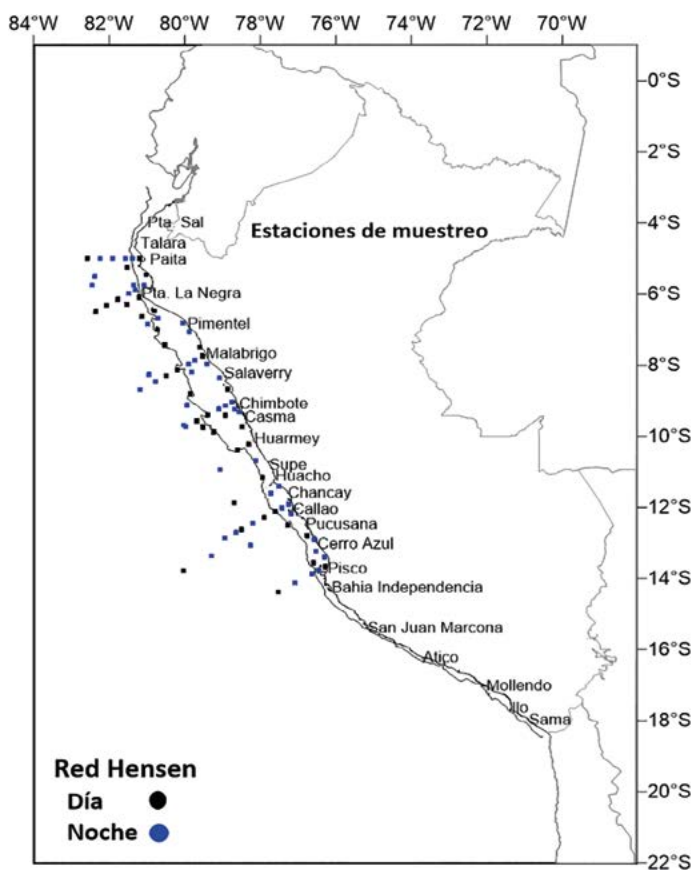 84°W 82°W 80°W 78°W 76°W 74°W 72°W 70°W
0°S
2°S
Pta. Sal
4°S
Estaciones de muestreo
Talara
Paita
Pta. La Negra
6°S
Pimentel
Malabrigo
8°S
Salaverry
Chimbote
Casma
10°S
Huarmey
Supe
Huacho
Chancay
12°S
Callao
Pucusana
Cerro Azul
Pisco
14°S
Bahia Independencia
San Juan Marcona
16°S
Atico
Mollendo
Ilo
18°S
Sama
Red Hensen
20°S
Día
Noche
22°S